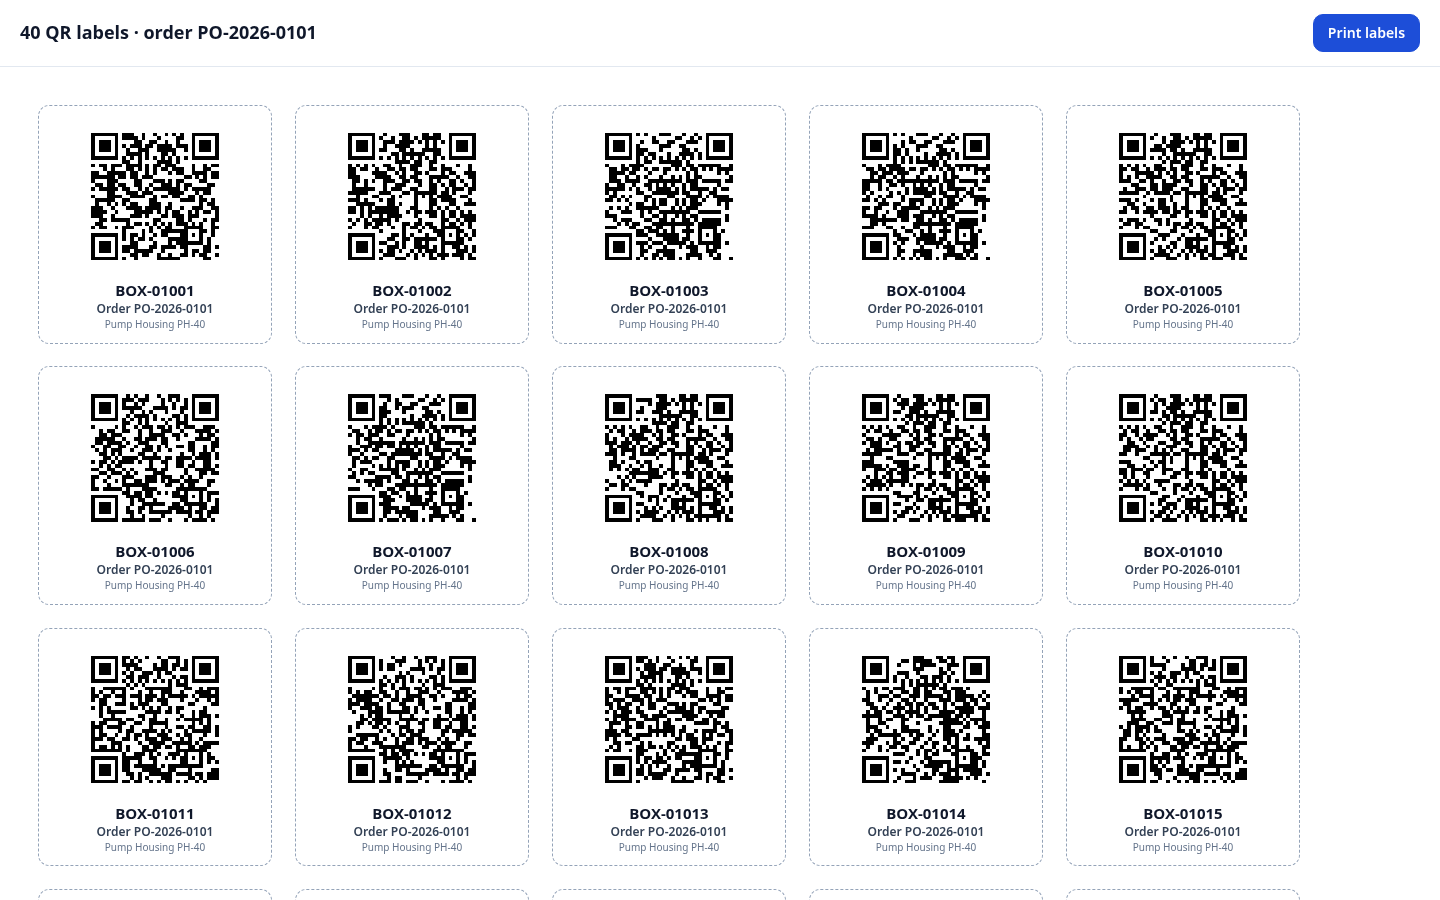 40 QR labels · order PO-2026-0101
Print labels
BOX-01001
Order PO-2026-0101
Pump Housing PH-40
BOX-01002
Order PO-2026-0101
Pump Housing PH-40
BOX-01003
Order PO-2026-0101
Pump Housing PH-40
BOX-01004
Order PO-2026-0101
Pump Housing PH-40
BOX-01005
Order PO-2026-0101
Pump Housing PH-40
BOX-01006
Order PO-2026-0101
Pump Housing PH-40
BOX-01007
Order PO-2026-0101
Pump Housing PH-40
BOX-01008
Order PO-2026-0101
Pump Housing PH-40
BOX-01009
Order PO-2026-0101
Pump Housing PH-40
BOX-01010
Order PO-2026-0101
Pump Housing PH-40
BOX-01011
Order PO-2026-0101
Pump Housing PH-40
BOX-01012
Order PO-2026-0101
Pump Housing PH-40
BOX-01013
Order PO-2026-0101
Pump Housing PH-40
BOX-01014
Order PO-2026-0101
Pump Housing PH-40
BOX-01015
Order PO-2026-0101
Pump Housing PH-40